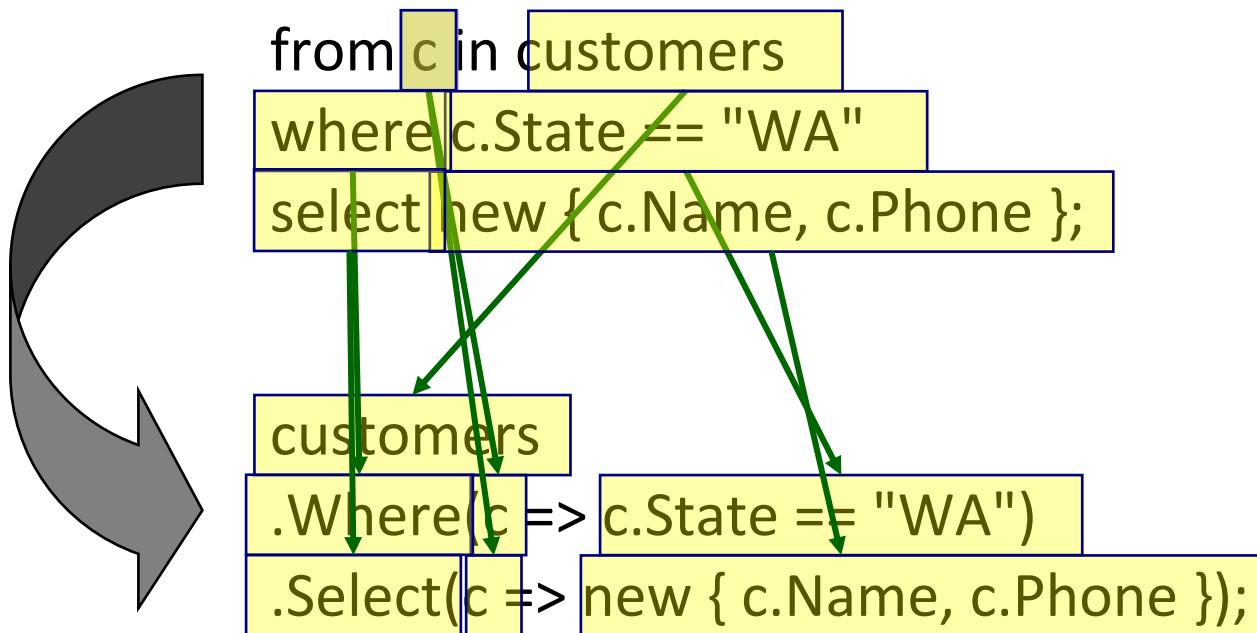 from c in customers
where c.State == "WA"
select new { c.Name, c.Phone };
customers
.Where(c => c.State == "WA")
.Select(c => new { c.Name, c.Phone });